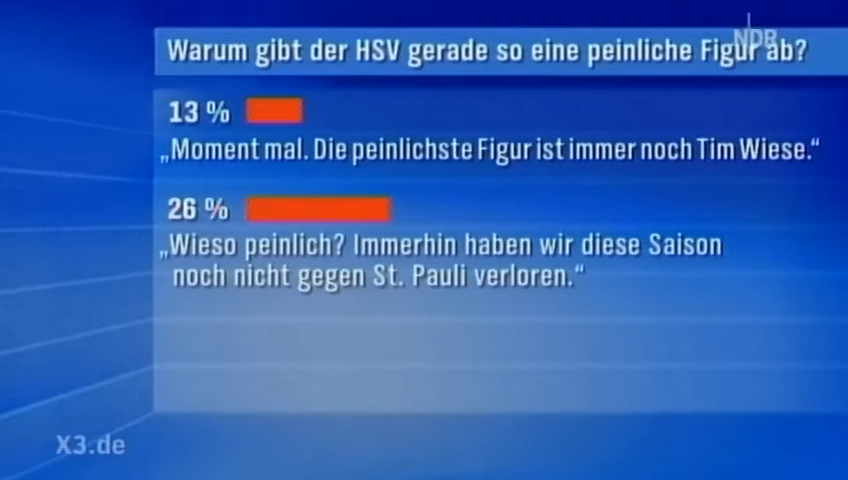 NDR
Warum gibt der HSV gerade so eine peinliche Figur ab?
13 %
„Moment mal. Die peinlichste Figur ist immer noch Tim Wiese.“
26 %
„Wieso peinlich? Immerhin haben wir diese Saison
noch nicht gegen St. Pauli verloren.“
X3.de